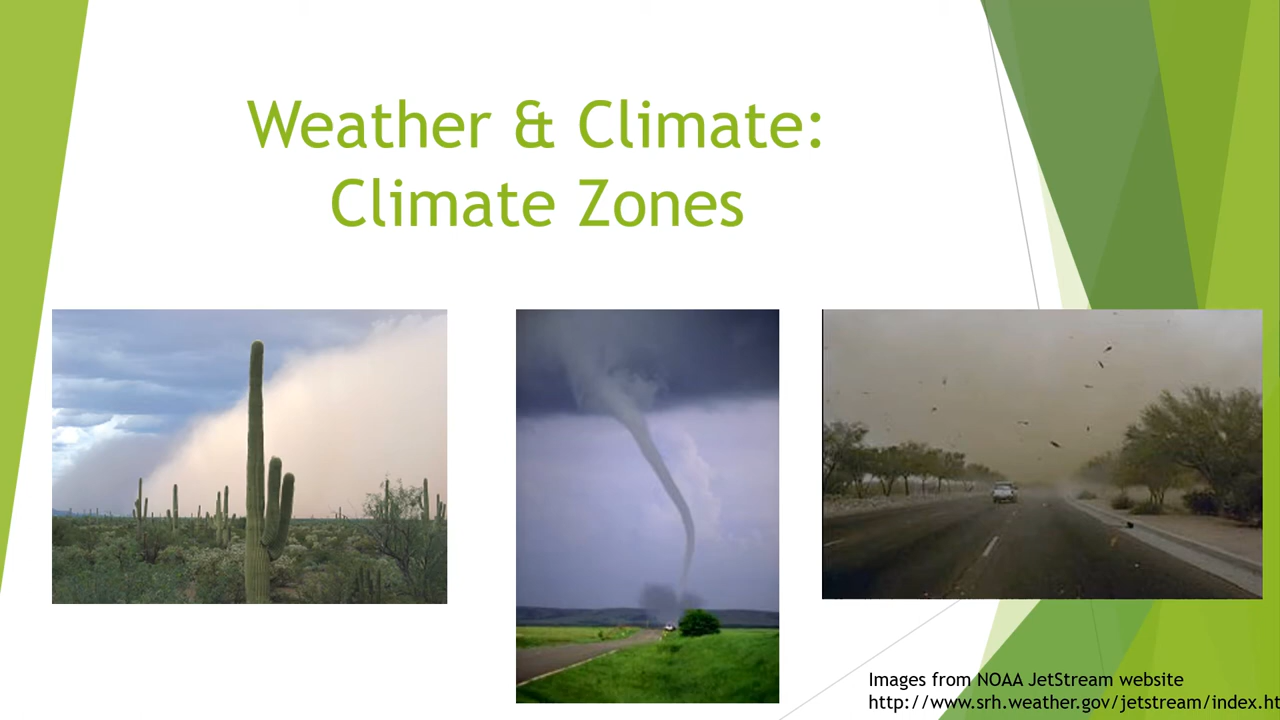 Weather & Climate:
Climate Zones
Images from NOAA JetStream website
http://www.srh.weather.gov/jetstream/index.ht